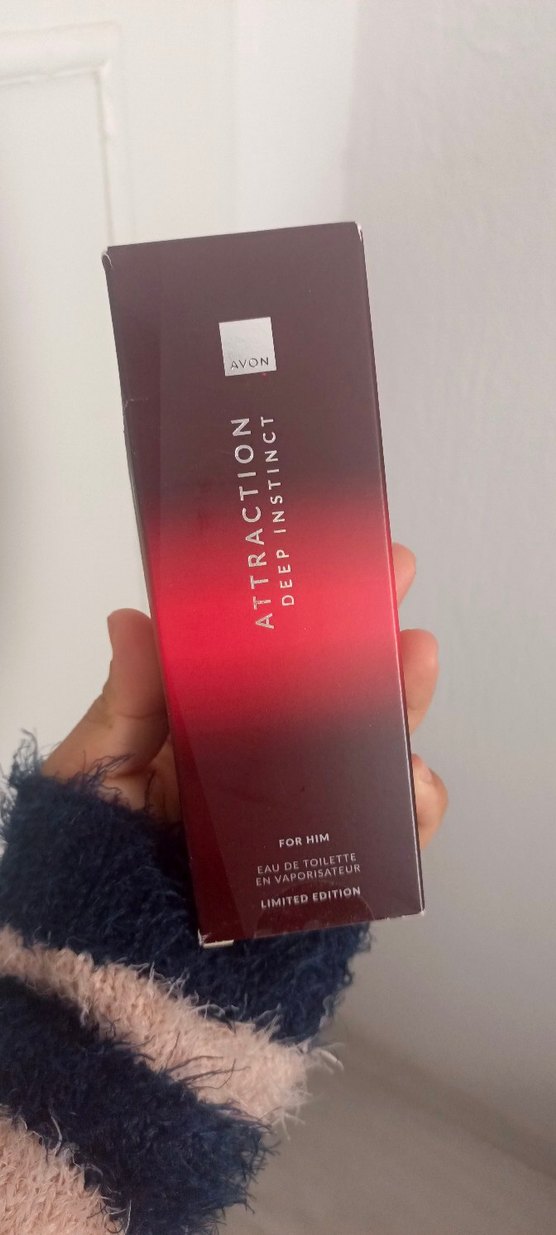 AVON
ATTRACTION
DEEP INSTINCT
FOR HIM
EAU DE TOILETTE
EN VAPORISATEUR
LIMITED EDITION